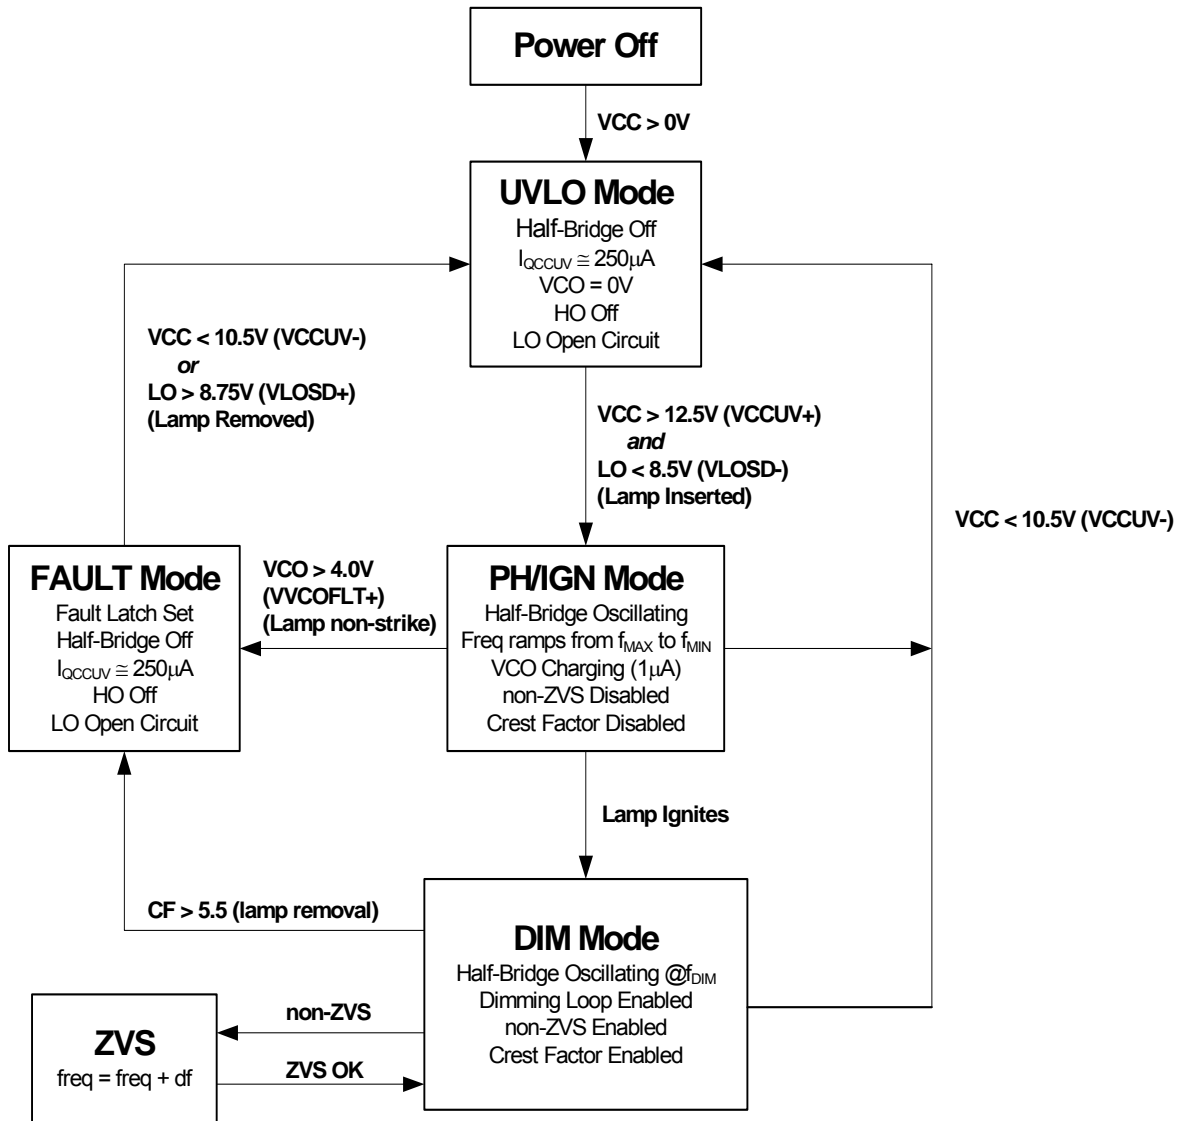 Power Off
VCC > 0V
UVLO Mode
Half-Bridge Off
IQCCUV ≅ 250μA
VCO = 0V
HO Off
LO Open Circuit
VCC < 10.5V (VCCUV-)
or
LO > 8.75V (VLOSD+)
(Lamp Removed)
VCC > 12.5V (VCCUV+)
and
LO < 8.5V (VLOSD-)
(Lamp Inserted)
VCC < 10.5V (VCCUV-)
FAULT Mode
Fault Latch Set
Half-Bridge Off
IQCCUV ≅ 250μA
HO Off
LO Open Circuit
VCO > 4.0V
(VVCOFLT+)
(Lamp non-strike)
PH/IGN Mode
Half-Bridge Oscillating
Freq ramps from fMAX to fMIN
VCO Charging (1μA)
non-ZVS Disabled
Crest Factor Disabled
Lamp Ignites
CF > 5.5 (lamp removal)
DIM Mode
Half-Bridge Oscillating @fDIM
Dimming Loop Enabled
non-ZVS Enabled
Crest Factor Enabled
non-ZVS
ZVS OK
ZVS
freq = freq + df